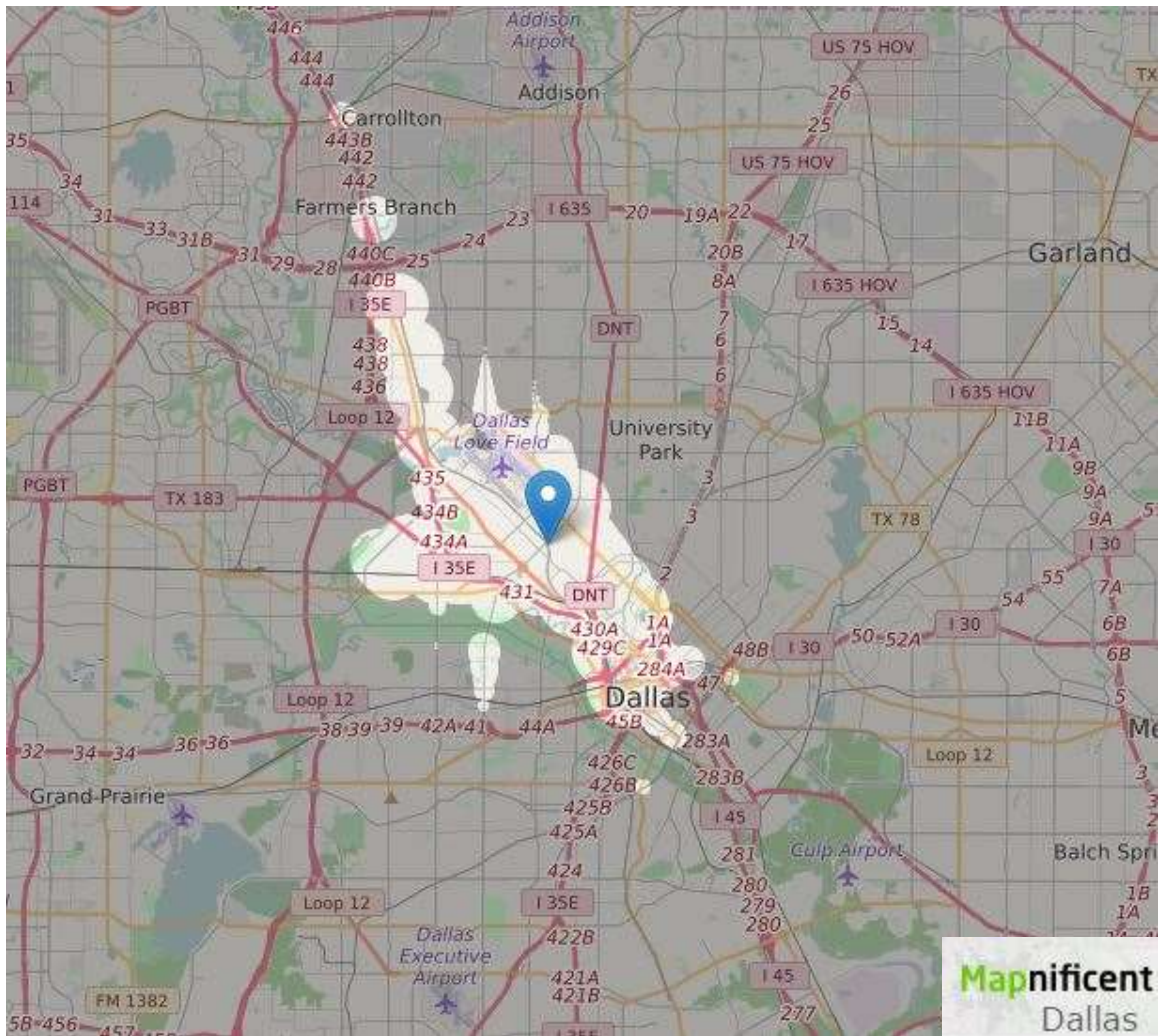 446
444
444
Addison
Airport
Addison
US 75 HOV
26
25
US 75 HOV
Carrollton
443B
442
442
35
34
114
31
33
31B
31
29
28
Farmers Branch
440C
25
24
23
I 635
20
19A
22
17
20B
8A
Garland
I 635 HOV
15
14
PGBT
440B
I 35E
DNT
7
6
6
438
438
436
I 635 HOV
11B
11A
9B
9A
9A
Loop 12
Dallas
Love Field
University
Park
PGBT
TX 183
435
434B
434A
I 35E
431
3
3
2
TX 78
I 30
55
54
7A
DNT
430A
429C
1A
1A
284A
47
48B
I 30
50
52A
I 30
6B
6B
5
Dallas
45B
Loop 12
32
34
34
36
36
38
39
39
42A
41
44A
283A
283B
Loop 12
3
426C
426B
425B
425A
424
Grand Prairie
I 45
281
280
279
280
Culp Airport
Balch Spri
1B
1A
Loop 12
I 35E
422B
421A
421B
Dallas
Executive
Airport
I 45
277
FM 1382
5B
456
457
Mapnificent
Dallas